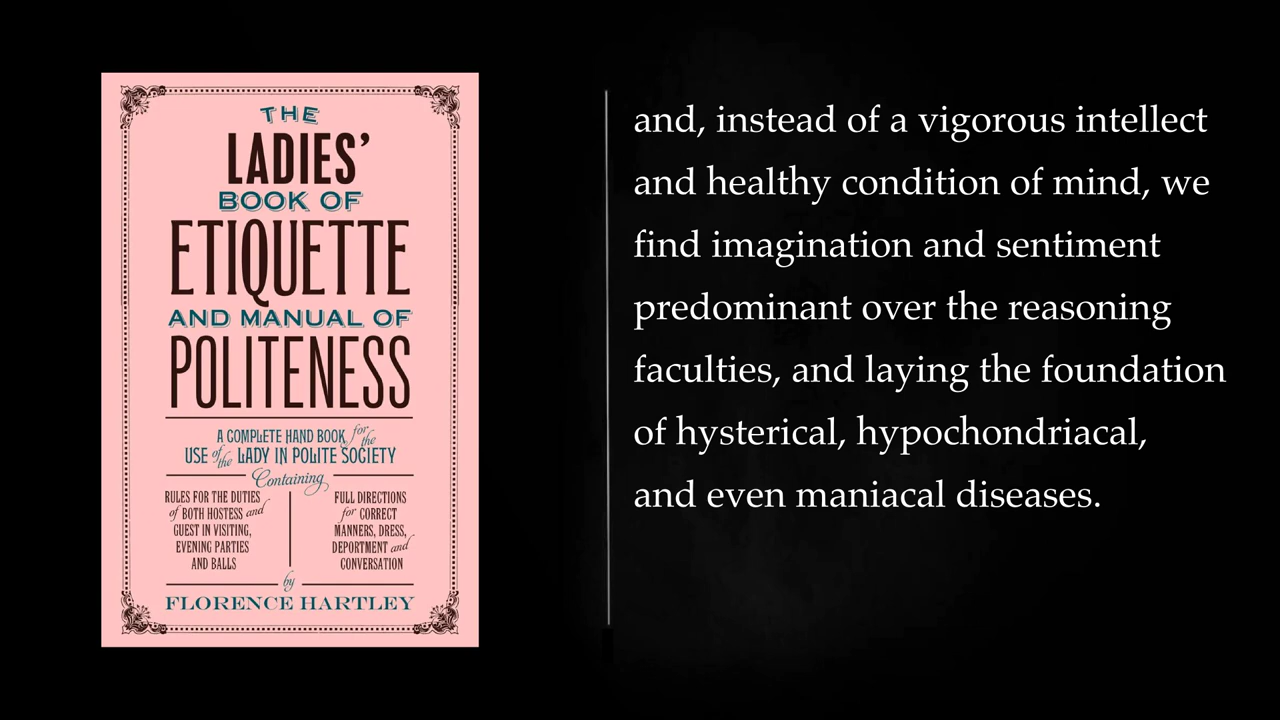 THE
LADIES'
BOOK OF
ETIQUETTE
AND MANUAL OF
POLITENESS
A COMPLETE HAND BOOK for the
USE of the LADY IN POLITE SOCIETY
Containing
RULES FOR THE DUTIES
of BOTH HOSTESS and
GUEST IN VISITING,
EVENING PARTIES
AND BALLS
FULL DIRECTIONS
for CORRECT
MANNERS, DRESS,
DEPORTMENT and
CONVERSATION
by
FLORENCE HARTLEY
and, instead of a vigorous intellect
and healthy condition of mind, we
find imagination and sentiment
predominant over the reasoning
faculties, and laying the foundation
of hysterical, hypochondriacal,
and even maniacal diseases.